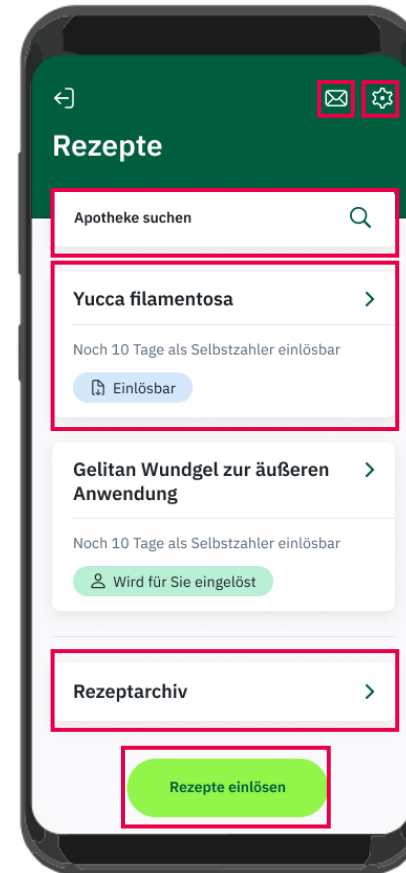 Rezepte
Apotheke suchen
Yucca filamentosa
Noch 10 Tage als Selbstzahler einlösbar
Einlösbar
Gelitan Wundgel zur äußeren
Anwendung
Noch 10 Tage als Selbstzahler einlösbar
Wird für Sie eingelöst
Rezeptarchiv
Rezepte einlösen